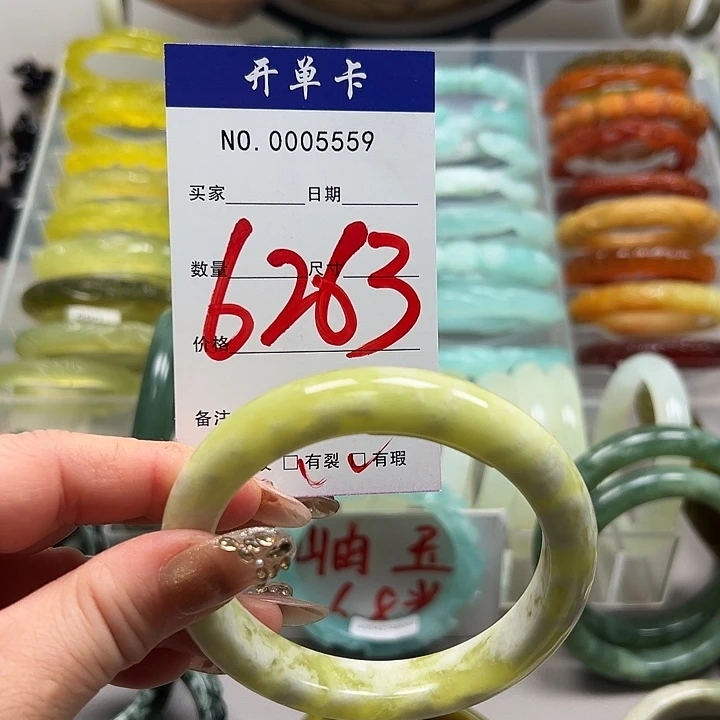 开单卡
NO. 0005559
买家 日期
数量 尺寸
6263
价格
备注
□有裂 □有瑕
岫玉